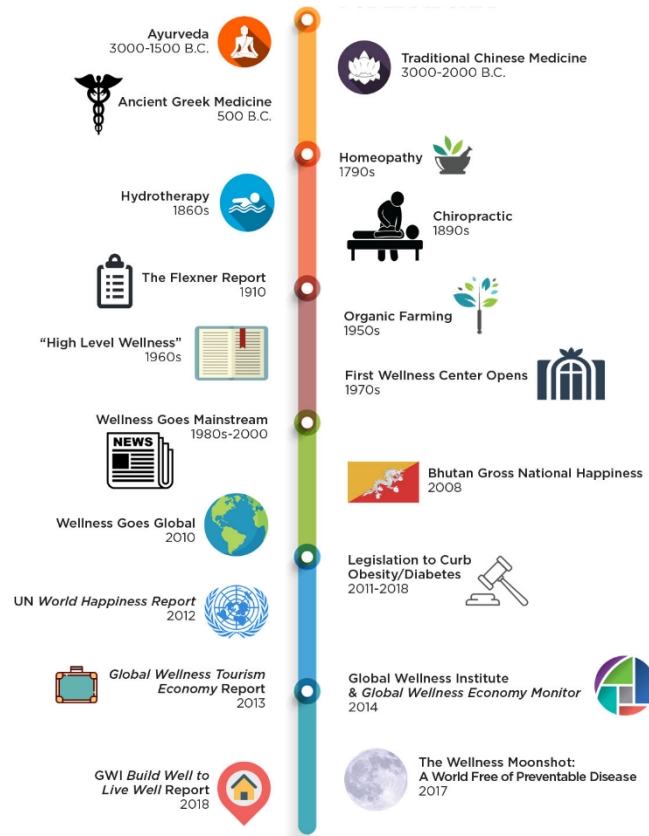 Ayurveda
3000-1500 B.C.
Traditional Chinese Medicine
3000-2000 B.C.
Ancient Greek Medicine
500 B.C.
Homeopathy
1790s
Hydrotherapy
1860s
Chiropractic
1890s
The Flexner Report
1910
Organic Farming
1950s
“High Level Wellness”
1960s
First Wellness Center Opens
1970s
Wellness Goes Mainstream
1980s-2000
NEWS
Bhutan Gross National Happiness
2008
Wellness Goes Global
2010
Legislation to Curb
Obesity/Diabetes
2011-2018
UN World Happiness Report
2012
Global Wellness Tourism
Economy Report
2013
Global Wellness Institute
& Global Wellness Economy Monitor
2014
The Wellness Moonshot:
A World Free of Preventable Disease
2017
GWI Build Well to
Live Well Report
2018